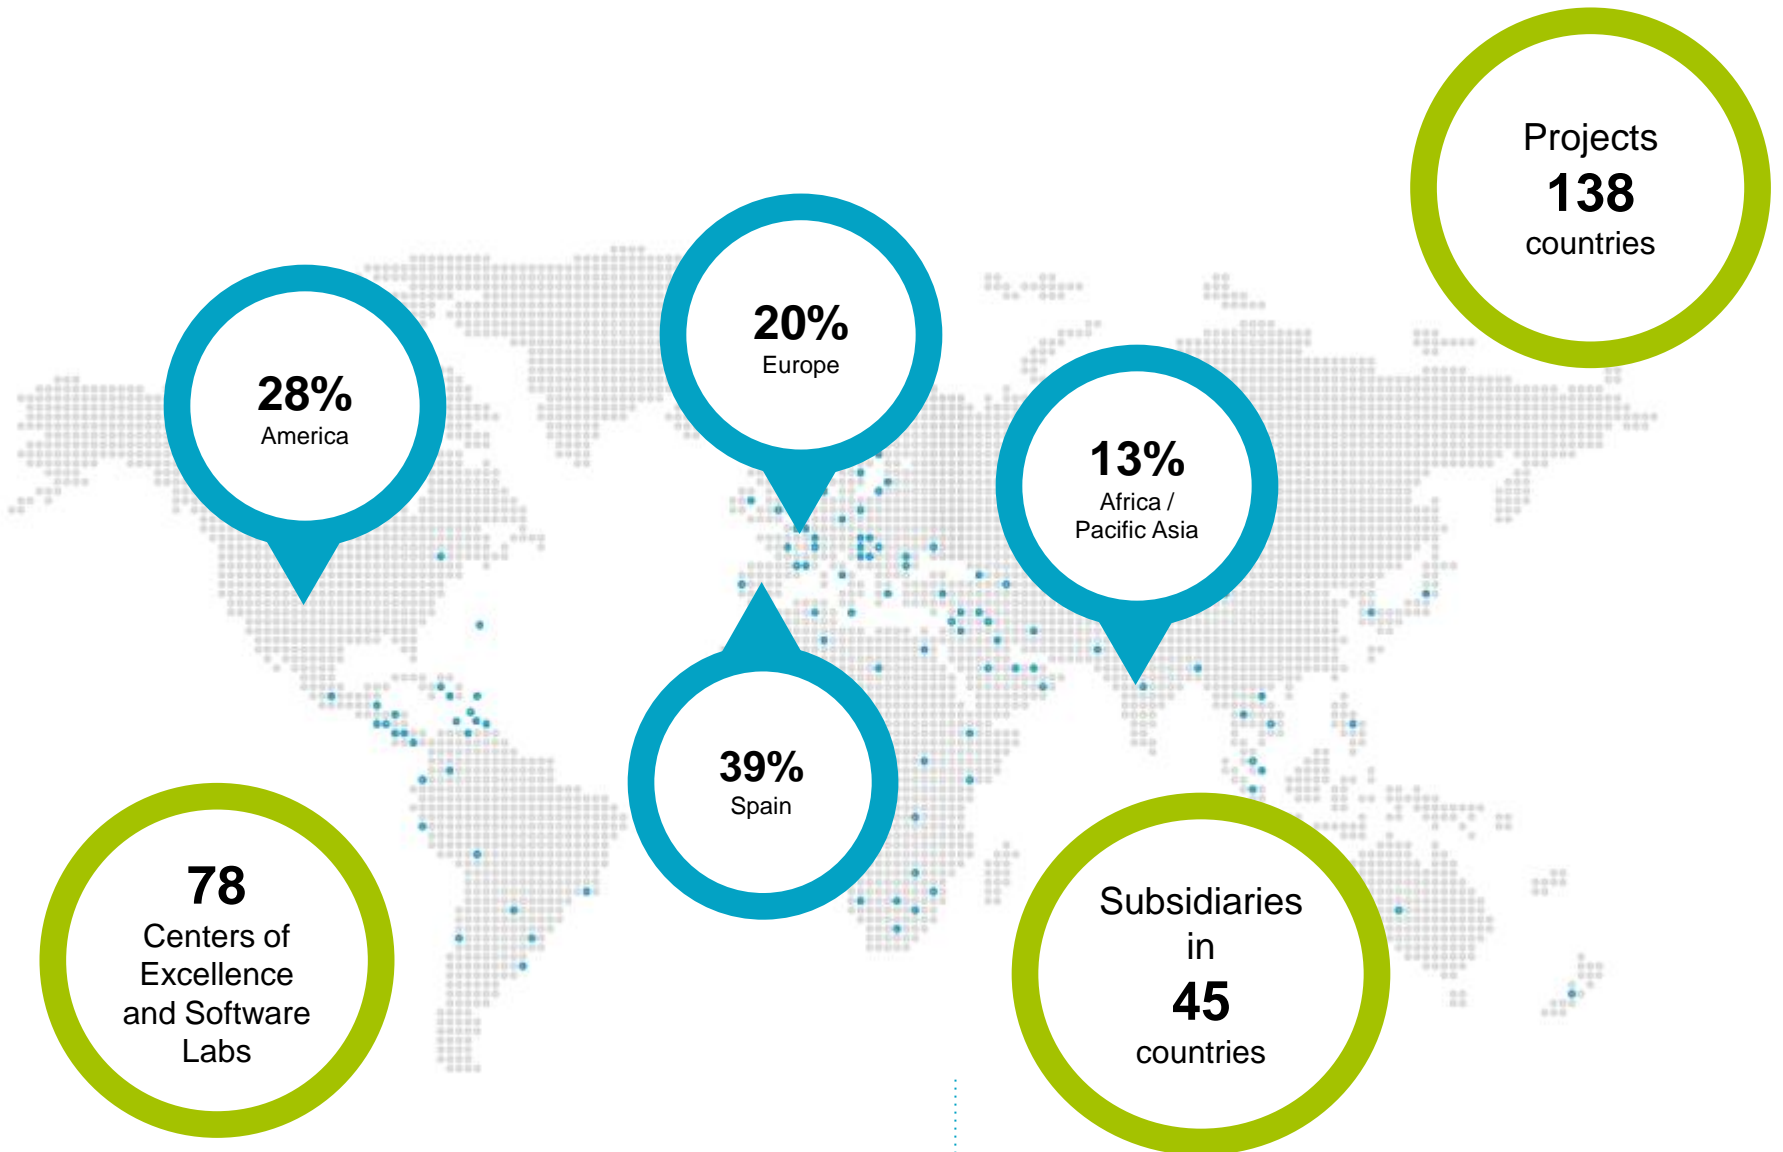 Projects
138
countries
20%
Europe
28%
America
13%
Africa /
Pacific Asia
39%
Spain
78
Centers of
Excellence
and Software
Labs
Subsidiaries
in
45
countries